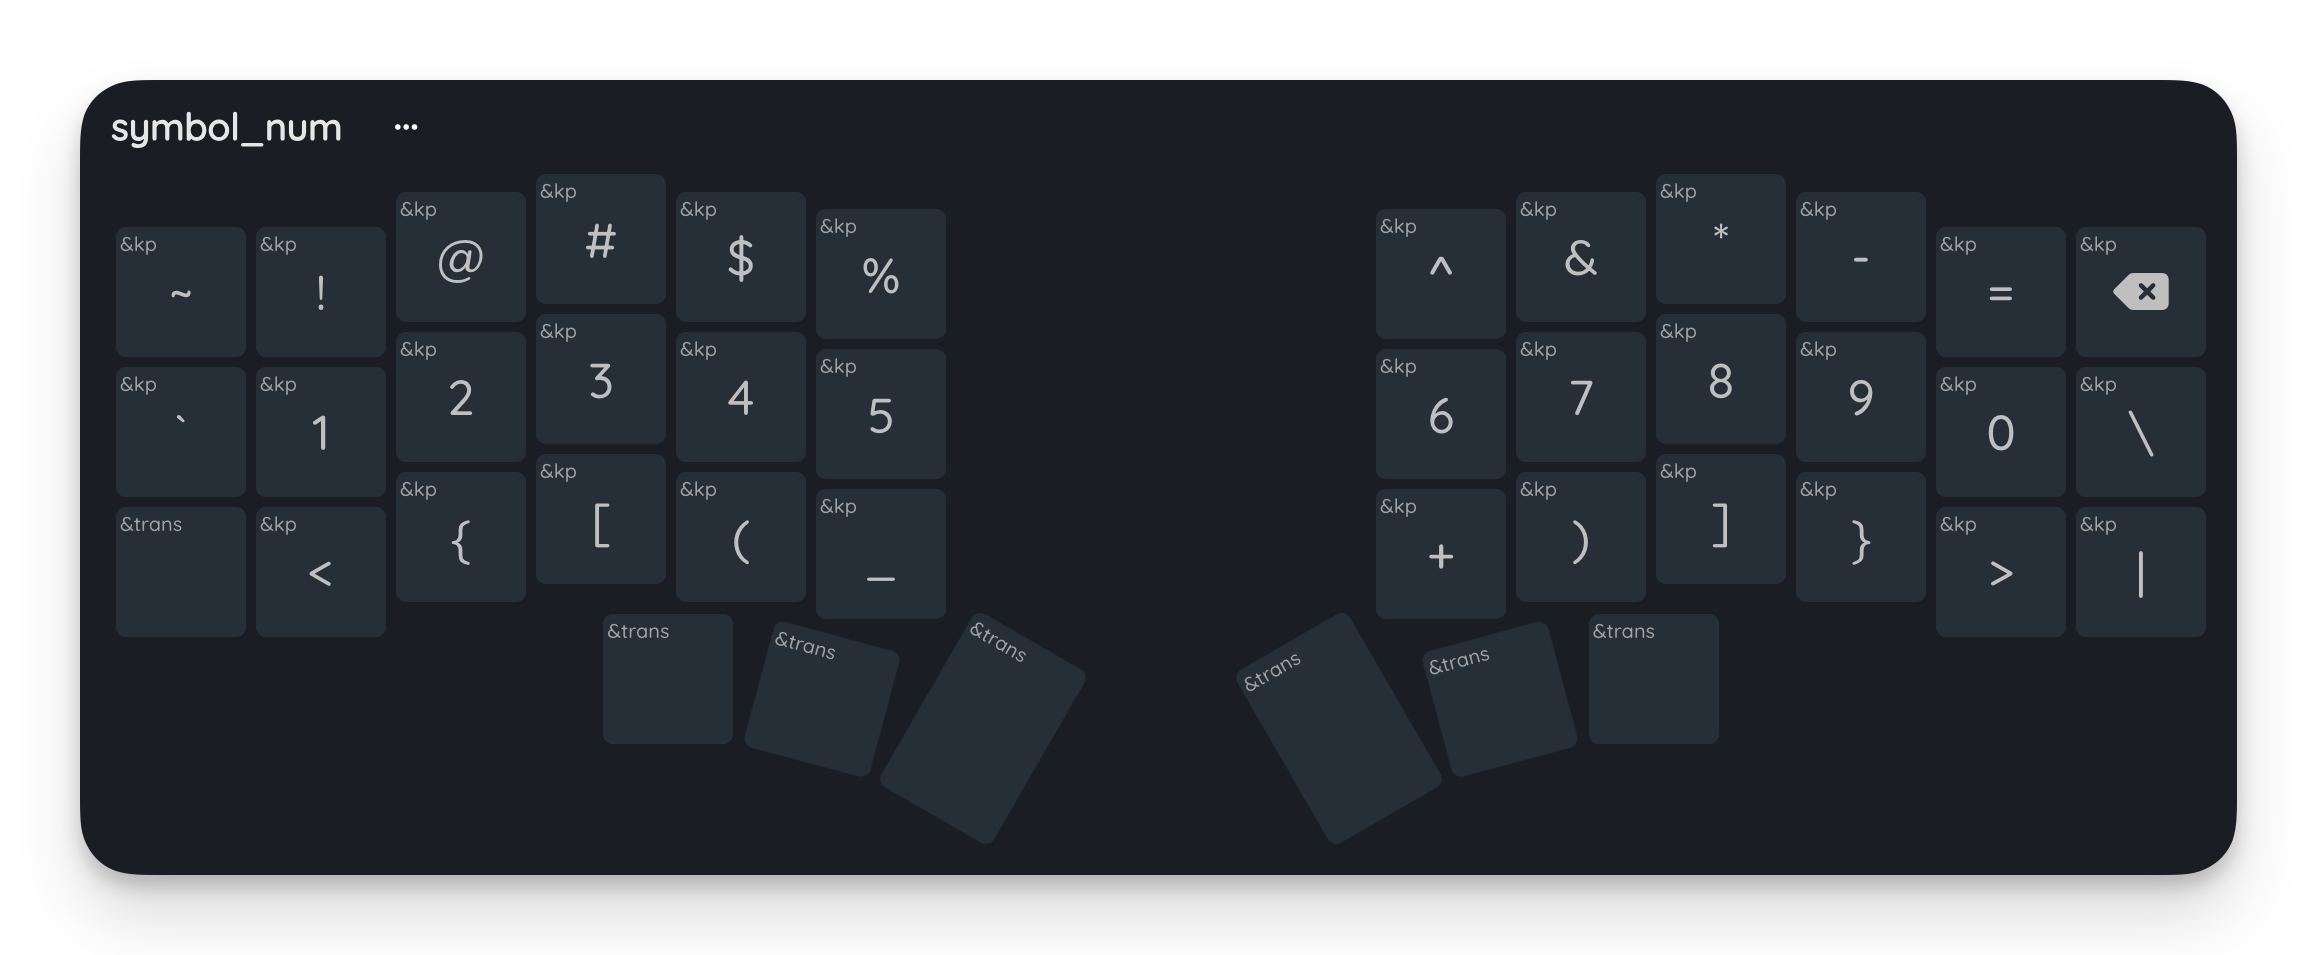 symbol_num ...
&kp ~ &kp ! &kp @ &kp # &kp $ &kp % &kp ^ &kp & &kp * &kp - &kp = &kp
&kp ` &kp 1 &kp 2 &kp 3 &kp 4 &kp 5 &kp 6 &kp 7 &kp 8 &kp 9 &kp 0 &kp \
&trans &kp < &kp { &kp [ &kp ( &kp _ &kp + &kp ) &kp ] &kp } &kp > &kp |
&trans &trans &trans &trans &trans &trans